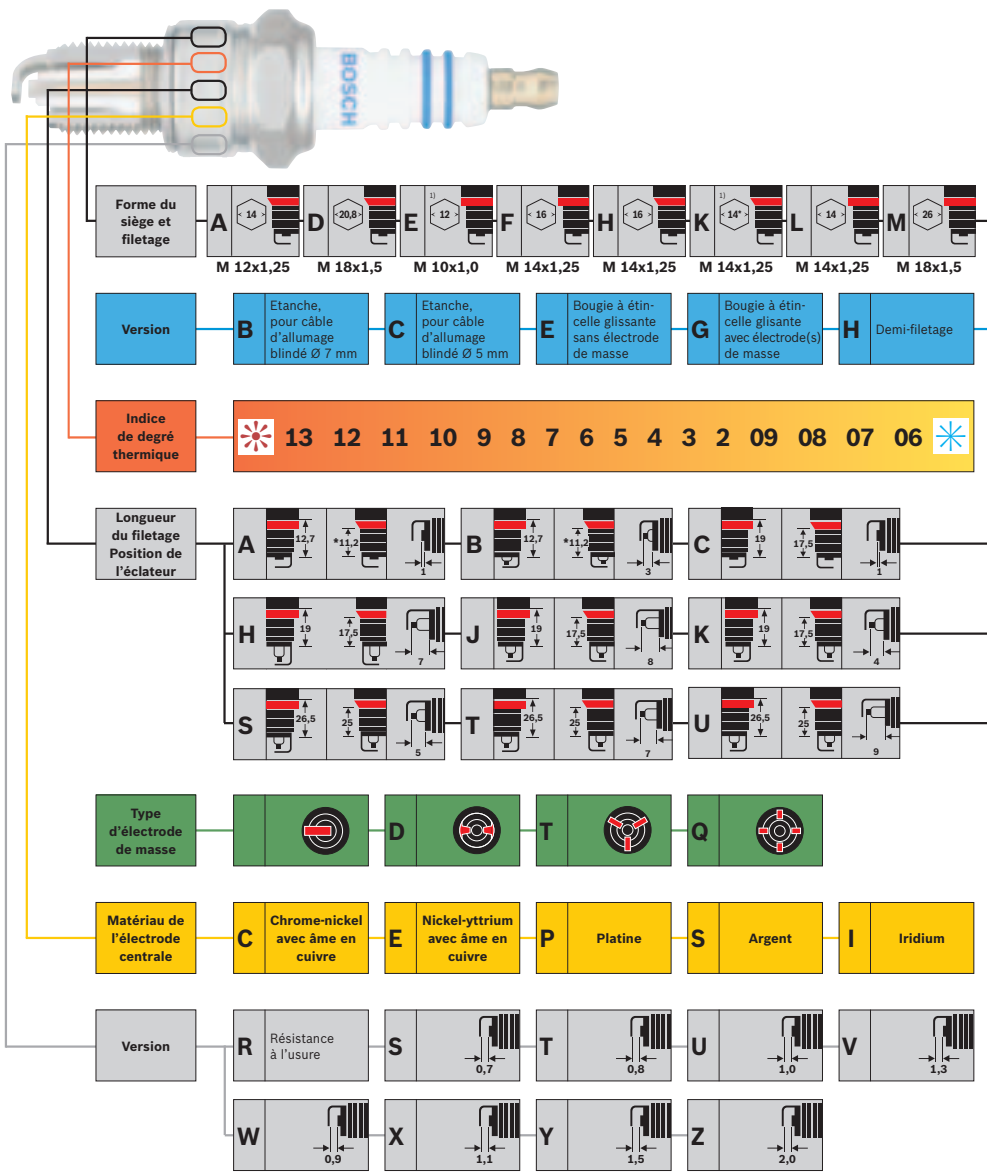 BOSCH
Forme du
siège et
filetage
A < 14 > D <20,8> E 1) < 12 > F < 16 > H < 16 > K 1) <14*> L < 14 > M < 26 >
M 12x1,25 M 18x1,5 M 10x1,0 M 14x1,25 M 14x1,25 M 14x1,25 M 14x1,25 M 18x1,5
Version
B
Etanche,
pour câble
d'allumage
blindé Ø 7 mm
C
Etanche,
pour câble
d'allumage
blindé Ø 5 mm
E
Bougie à étin-
celle glissante
sans électrode
de masse
G
Bougie à étin-
celle glisante
avec électrode(s)
de masse
H
Demi-filetage
Indice
de degré
thermique
13 12 11 10 9 8 7 6 5 4 3 2 09 08 07 06
Longueur
du filetage
Position de
l'éclateur
A 12,7 *11,2 1
B 12,7 *11,2 3
C 19 17,5 1
H 19 17,5 7
J 19 17,5 8
K 19 17,5 4
S 26,5 25 5
T 26,5 25 7
U 26,5 25 9
Type
d'électrode
de masse
D T Q
Matériau de
l'électrode
centrale
C
Chrome-nickel
avec âme en
cuivre
E
Nickel-yttrium
avec âme en
cuivre
P
Platine
S
Argent
I
Iridium
Version
R
Résistance
à l'usure
S 0,7
T 0,8
U 1,0
V 1,3
W 0,9
X 1,1
Y 1,5
Z 2,0